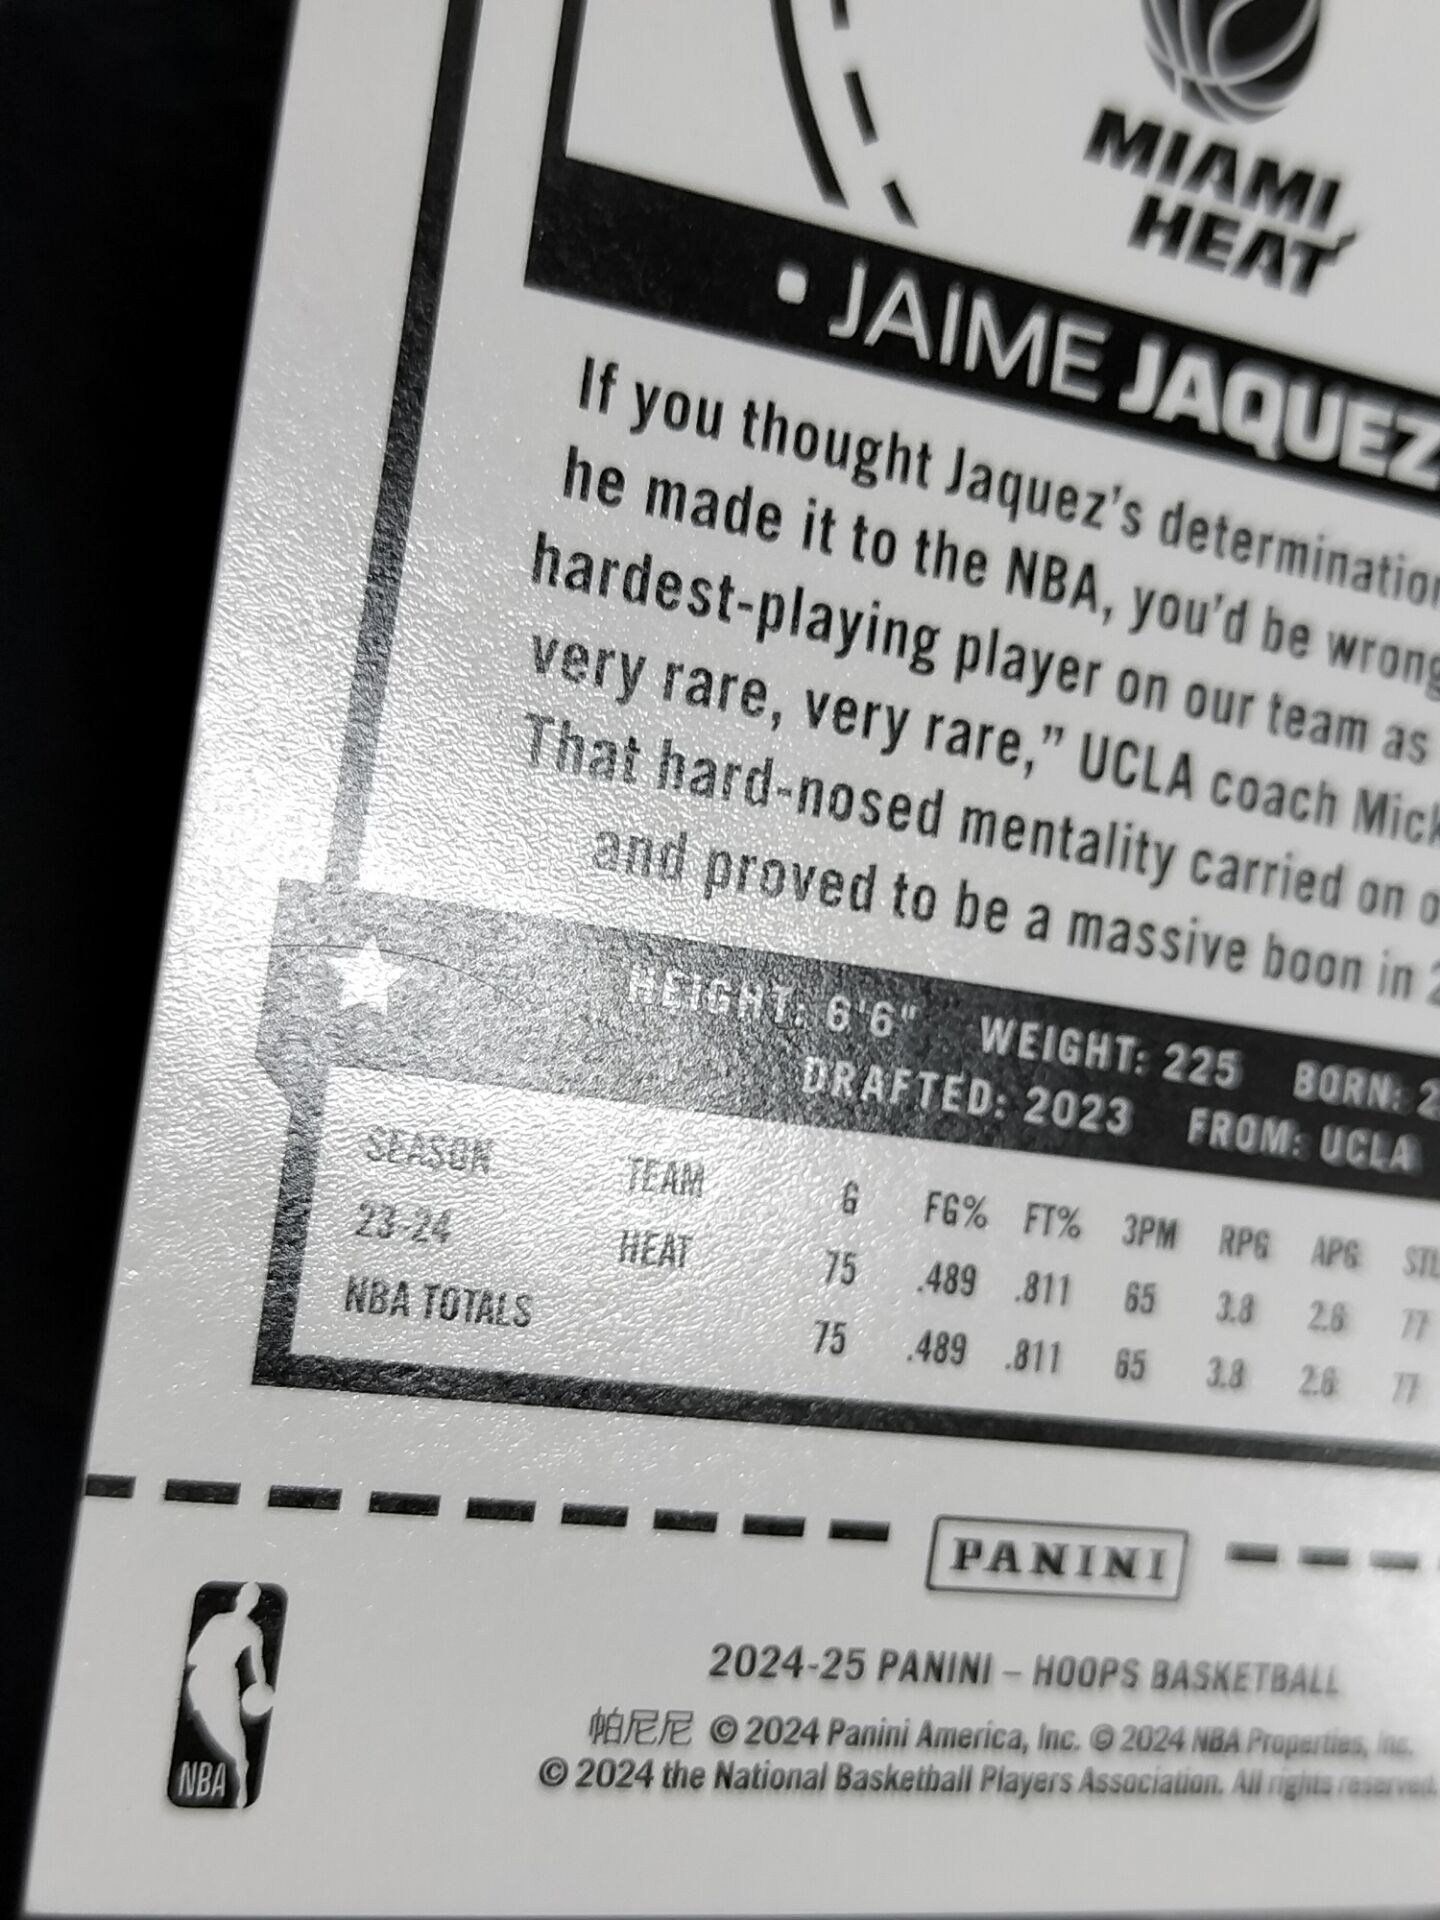 MIAMI
HEAT
JAIME JAQUEZ
If you thought Jaquez's determination
he made it to the NBA, you'd be wrong
hardest-playing player on our team as
very rare, very rare,” UCLA coach Mick
That hard-nosed mentality carried on
and proved to be a massive boon in
HEIGHT: 6'6" WEIGHT: 225 BORN: 2
DRAFTED: 2023 FROM: UCLA
SEASON TEAM G FG% FT% 3PM RPG APG STL
23-24 HEAT 75 .489 .811 65 3.8 2.6 77
NBA TOTALS 75 .489 .811 65 3.8 2.6 77
PANINI
2024-25 PANINI – HOOPS BASKETBALL
帕尼尼 © 2024 Panini America, Inc. © 2024 NBA Properties, Inc.
© 2024 the National Basketball Players Association. All rights reserved.
NBA